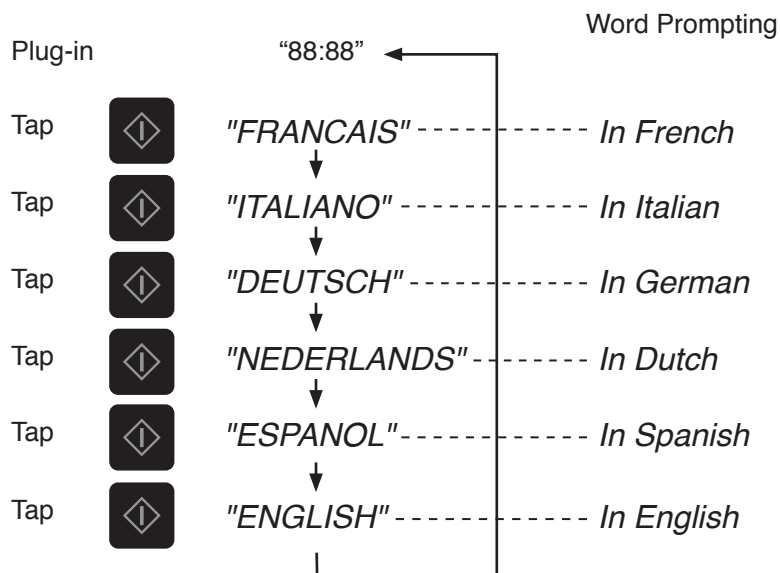 Word Prompting
Plug-in “88:88”
Tap "FRANCAIS" In French
Tap "ITALIANO" In Italian
Tap "DEUTSCH" In German
Tap "NEDERLANDS" In Dutch
Tap "ESPANOL" In Spanish
Tap "ENGLISH" In English